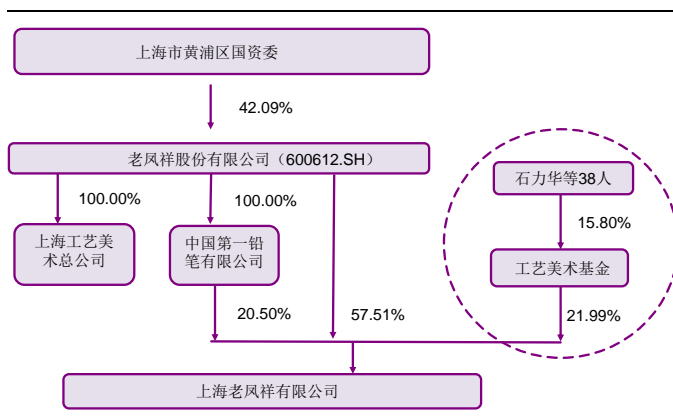 上海市黄浦区国资委
42.09%
老凤祥股份有限公司（600612.SH）
石力华等38人
100.00%
100.00%
15.80%
上海工艺美
术总公司
中国第一铅
笔有限公司
工艺美术基金
20.50%
57.51%
21.99%
上海老凤祥有限公司